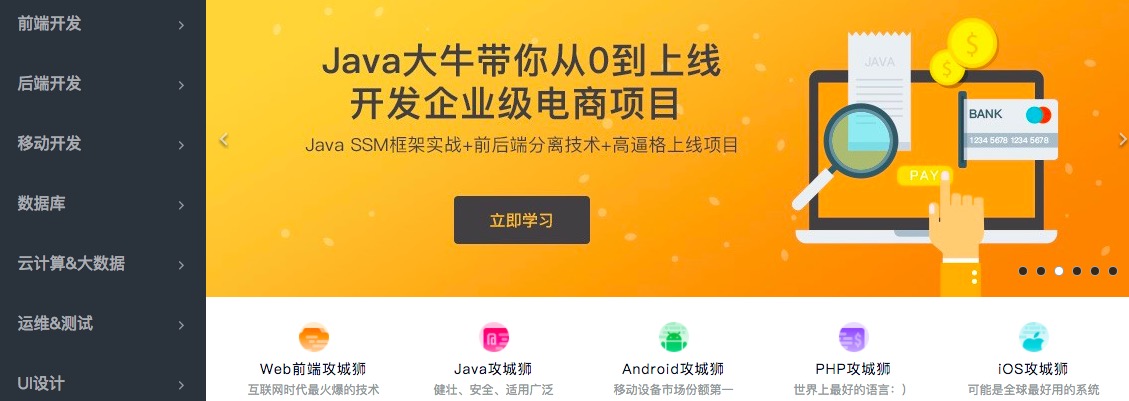 前端开发
后端开发
移动开发
数据库
云计算&大数据
运维&测试
UI设计
Java大牛带你从0到上线
开发企业级电商项目
Java SSM框架实战+前后端分离技术+高逼格上线项目
立即学习
JAVA
BANK
1234 5678 1234 5678
PAY
Web前端攻城狮
互联网时代最火爆的技术
Java攻城狮
健壮、安全、适用广泛
Android攻城狮
移动设备市场份额第一
PHP攻城狮
世界上最好的语言：）
iOS攻城狮
可能是全球最好用的系统